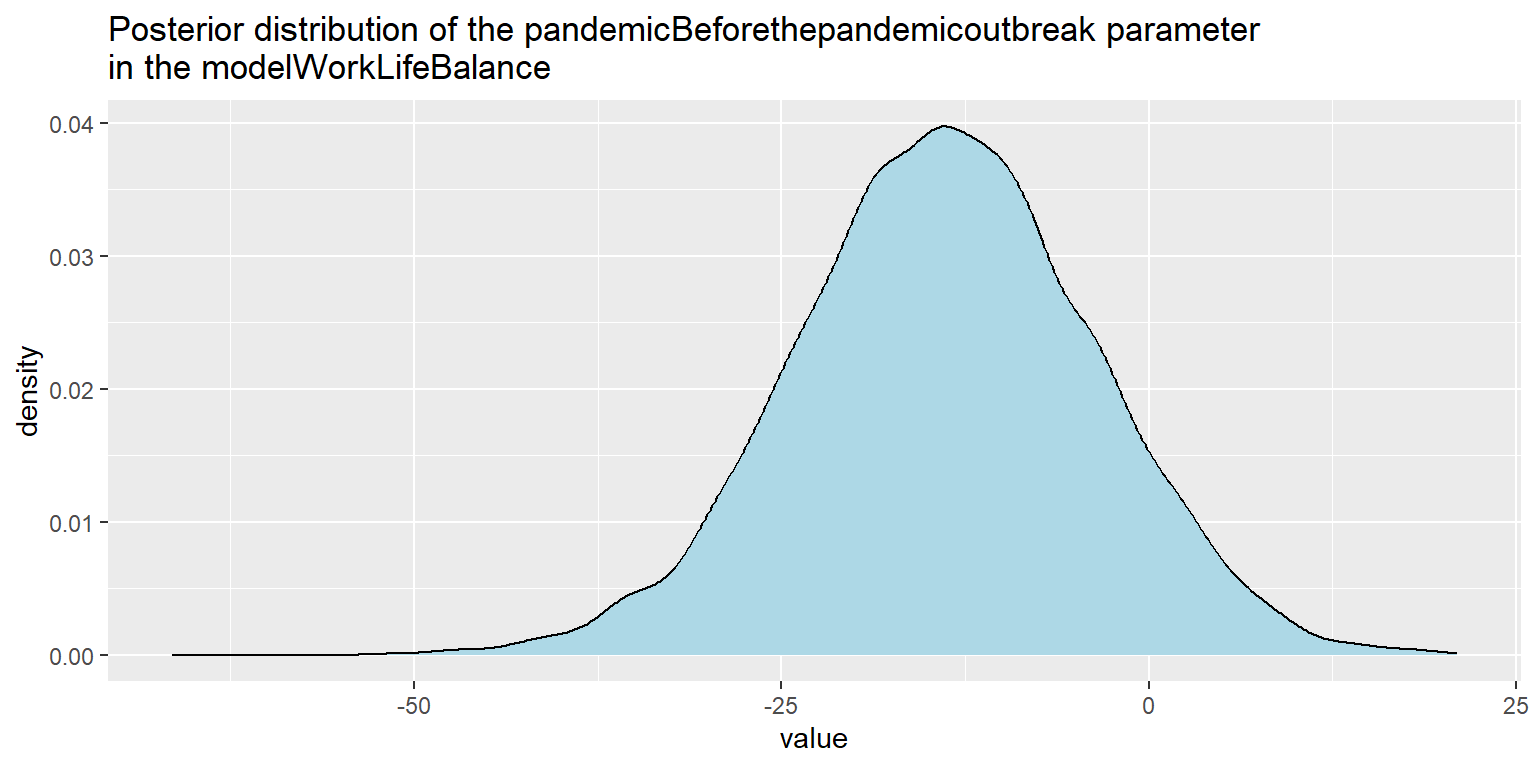 Posterior distribution of the pandemicBeforethepandemicoutbreak parameter
in the modelWorkLifeBalance
0.04
0.03
0.02
0.01
0.00
density
-50
-25
0
25
value